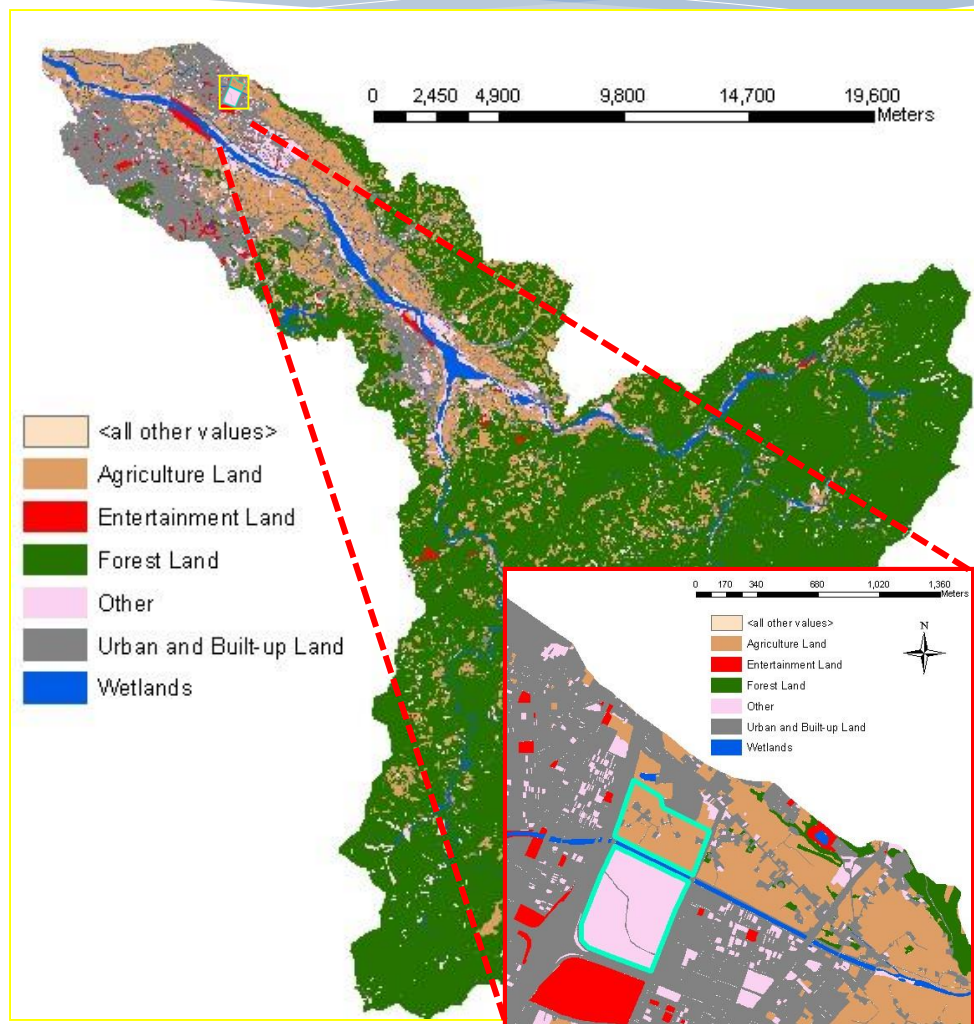 0 2,450 4,900 9,800 14,700 19,600
Meters
<all other values>
Agriculture Land
Entertainment Land
Forest Land
Other
Urban and Built-up Land
Wetlands
0 170 340 680 1,020 1,360
Meters
<all other values>
Agriculture Land
Entertainment Land
Forest Land
Other
Urban and Built-up Land
Wetlands
N